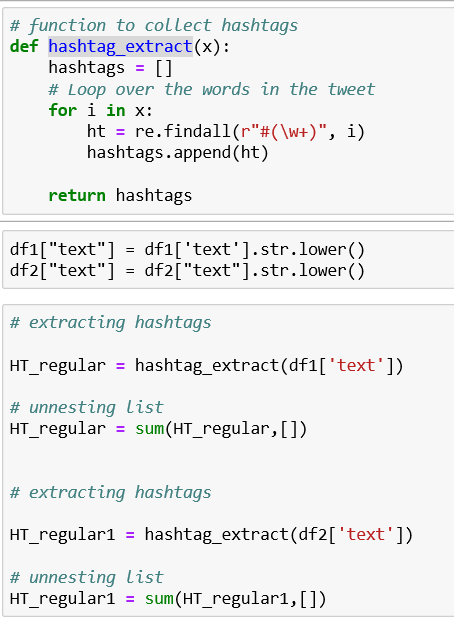 # function to collect hashtags
def hashtag_extract(x):
    hashtags = []
    # Loop over the words in the tweet
    for i in x:
        ht = re.findall(r"#(\w+)", i)
        hashtags.append(ht)
    return hashtags
df1["text"] = df1['text'].str.lower()
df2["text"] = df2["text"].str.lower()
# extracting hashtags
HT_regular = hashtag_extract(df1['text'])
# unnesting list
HT_regular = sum(HT_regular,[])
# extracting hashtags
HT_regular1 = hashtag_extract(df2['text'])
# unnesting list
HT_regular1 = sum(HT_regular1,[])